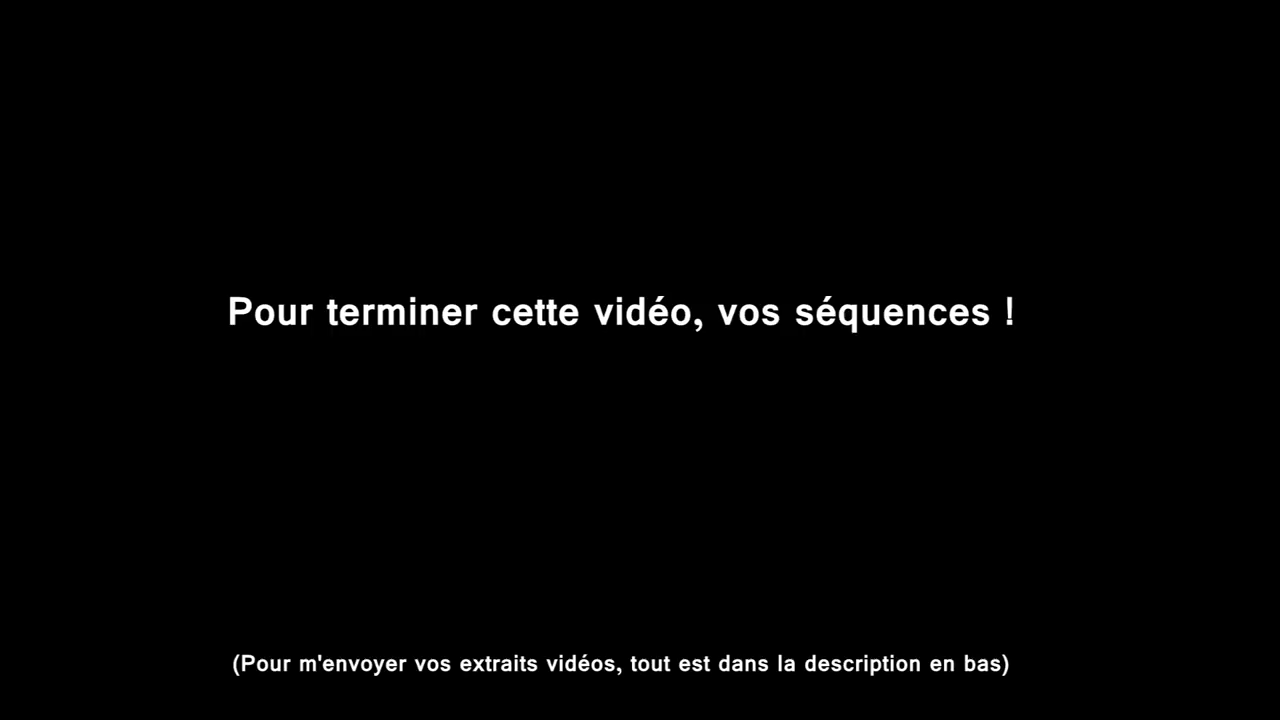 Pour terminer cette vidéo, vos séquences !
(Pour m'envoyer vos extraits vidéos, tout est dans la description en bas)